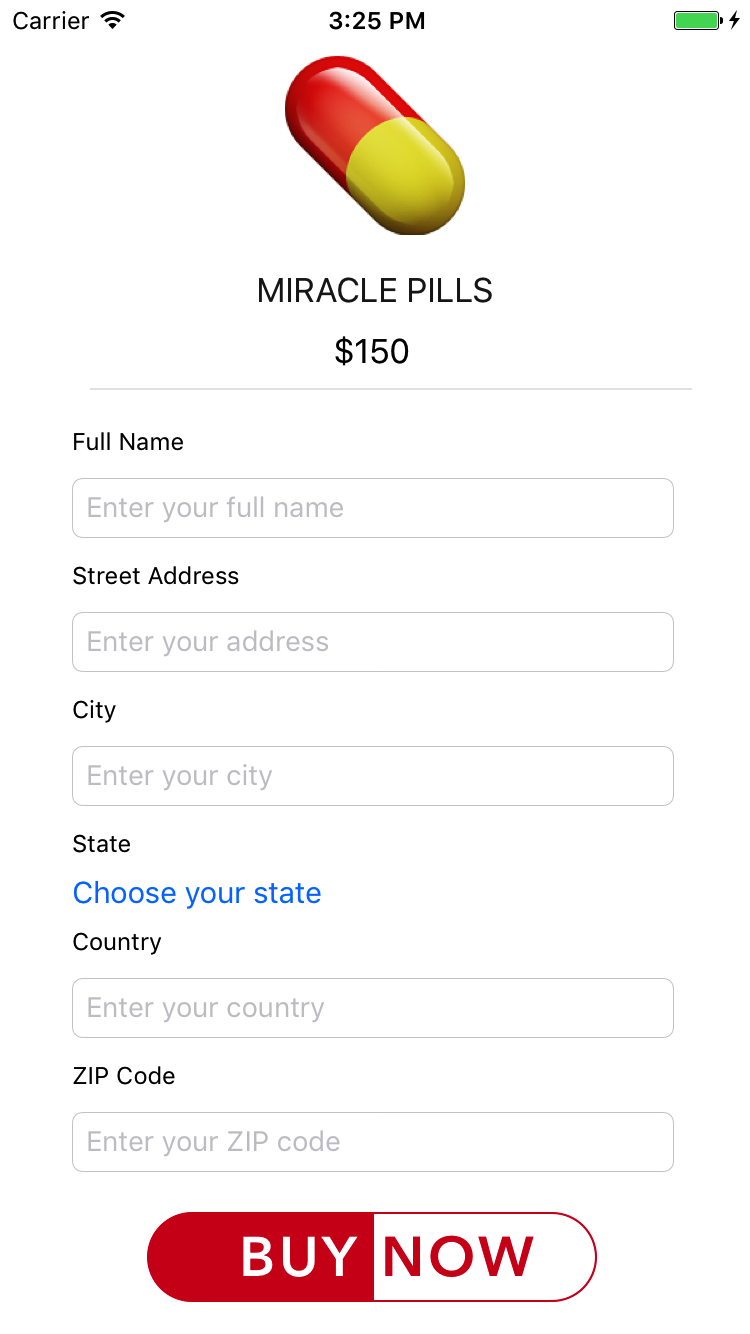 Carrier 3:25 PM
MIRACLE PILLS
$150
Full Name
Enter your full name
Street Address
Enter your address
City
Enter your city
State
Choose your state
Country
Enter your country
ZIP Code
Enter your ZIP code
BUY NOW